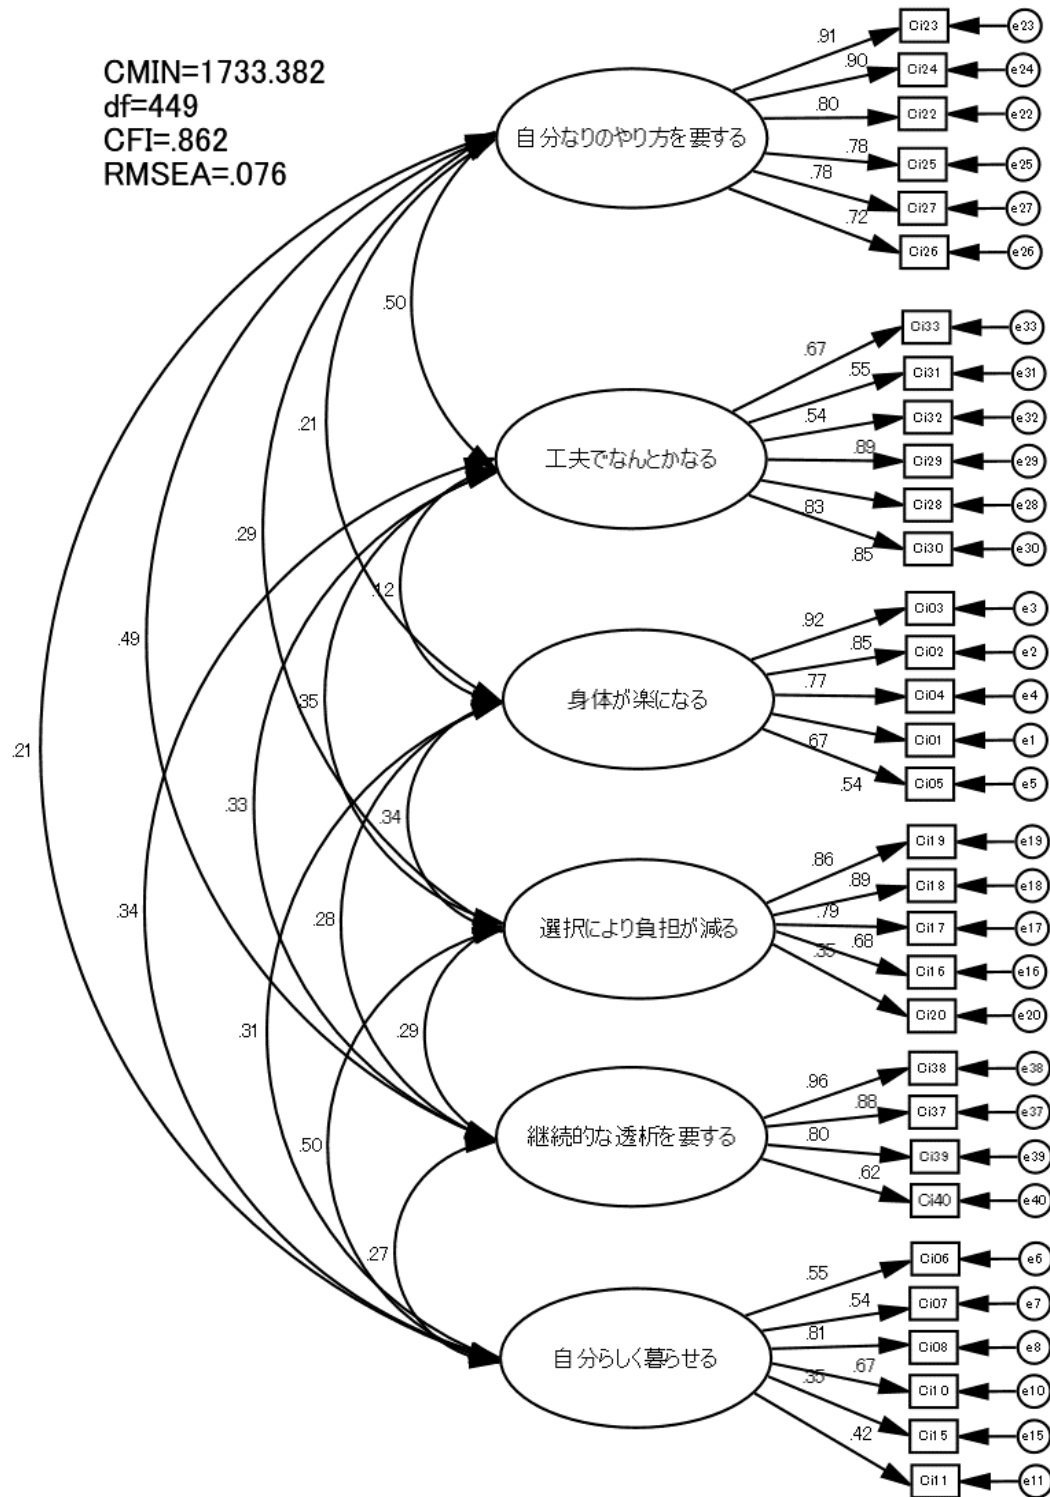 CMIN=1733.382
df=449
CFI=.862
RMSEA=.076
自分なりのやり方を要する
.91
Ci23
e23
.90
Ci24
e24
.80
Ci22
e22
.78
Ci25
e25
.78
Ci27
e27
.72
Ci26
e26
.50
工夫でなんとかなる
.67
Ci33
e33
.55
Ci31
e31
.54
Ci32
e32
.89
Ci29
e29
.83
Ci28
e28
.85
Ci30
e30
.21
.29
.12
身体が楽になる
.92
Ci03
e3
.85
Ci02
e2
.77
Ci04
e4
.67
Ci01
e1
.54
Ci05
e5
.49
.35
.21
.33
.34
選択により負担が減る
.86
Ci19
e19
.89
Ci18
e18
.79
Ci17
e17
.68
Ci16
e16
.35
Ci20
e20
.34
.28
.31
.29
継続的な透析を要する
.96
Ci38
e38
.88
Ci37
e37
.80
Ci39
e39
.62
Ci40
e40
.50
.27
自分らしく暮らせる
.55
Ci06
e6
.54
Ci07
e7
.81
Ci08
e8
.67
Ci10
e10
.35
Ci15
e15
.42
Ci11
e11